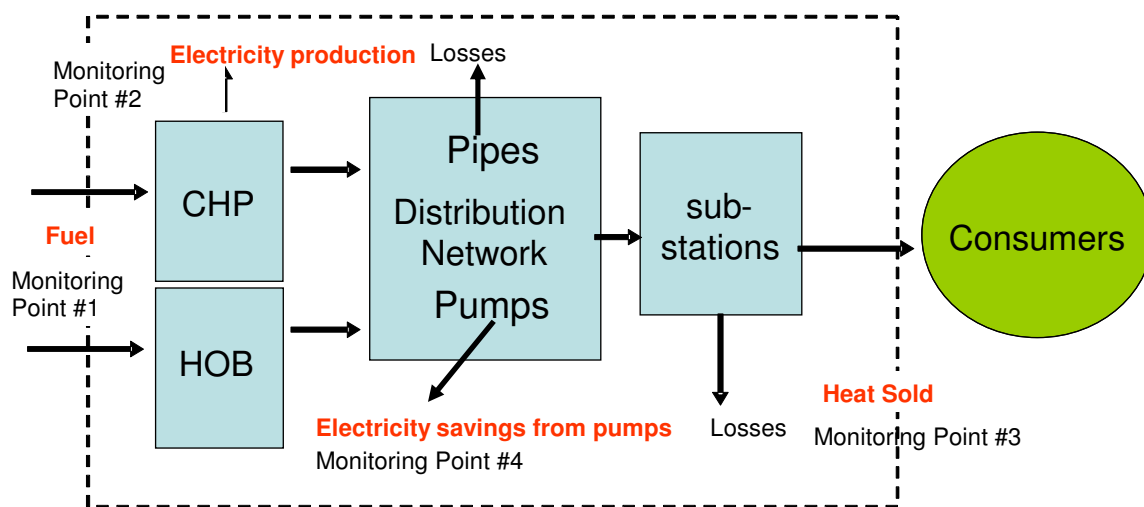 Electricity production
Losses
Monitoring
Point #2
CHP
Fuel
Monitoring
Point #1
HOB
Pipes
Distribution
Network
Pumps
sub-
stations
Consumers
Electricity savings from pumps
Monitoring Point #4
Losses
Heat Sold
Monitoring Point #3